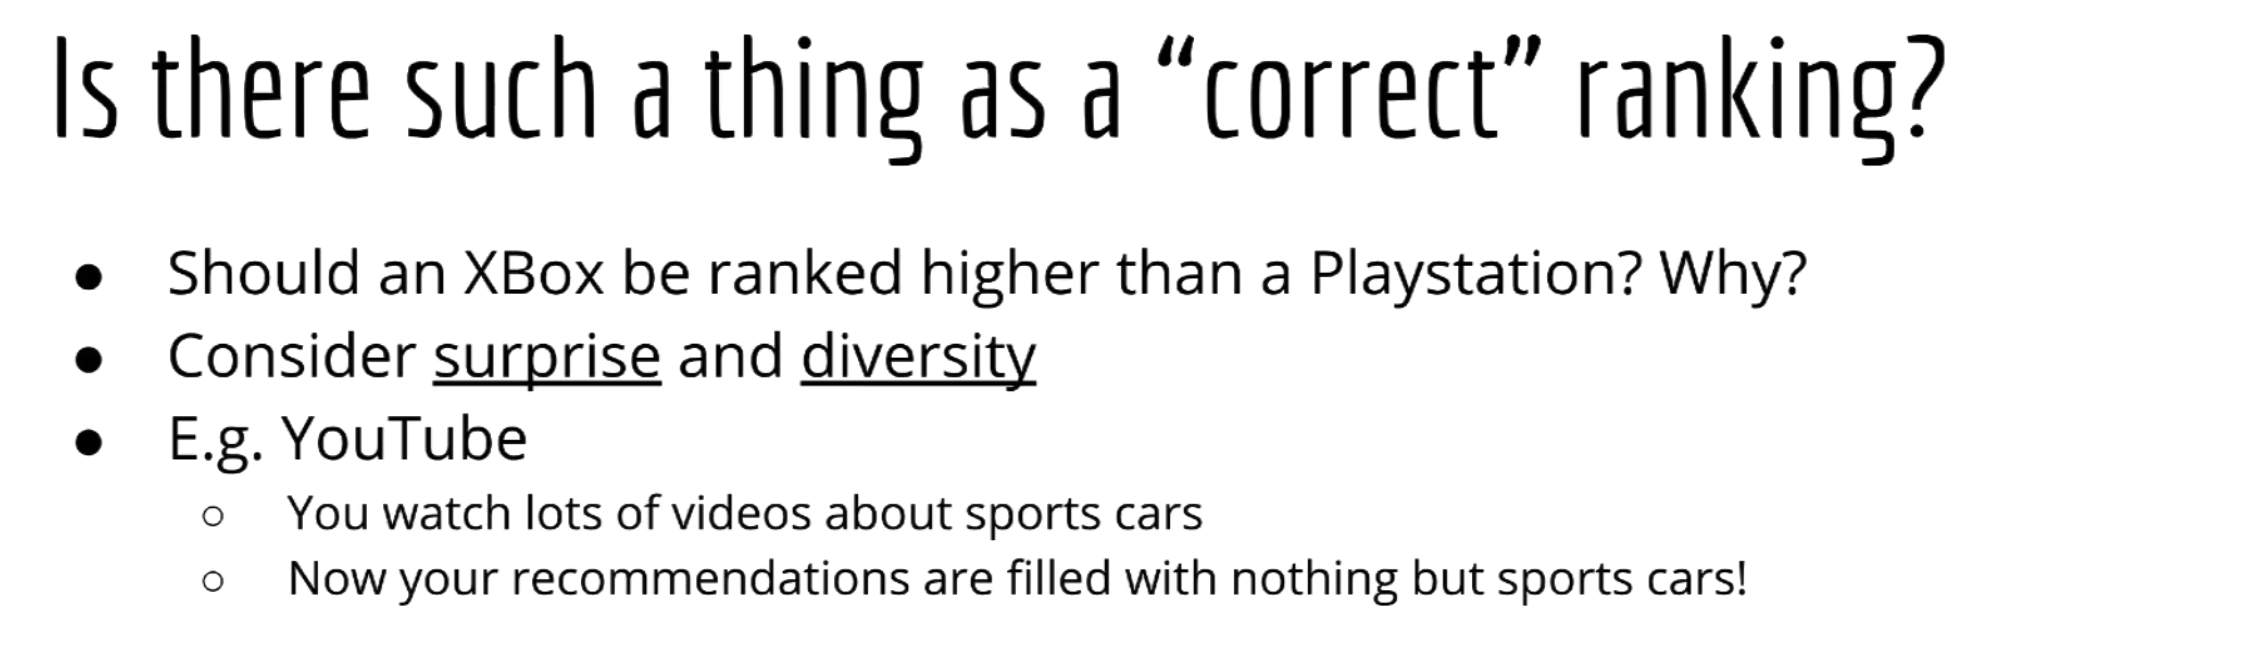 Is there such a thing as a “correct” ranking?
● Should an XBox be ranked higher than a Playstation? Why?
● Consider surprise and diversity
● E.g. YouTube
○ You watch lots of videos about sports cars
○ Now your recommendations are filled with nothing but sports cars!